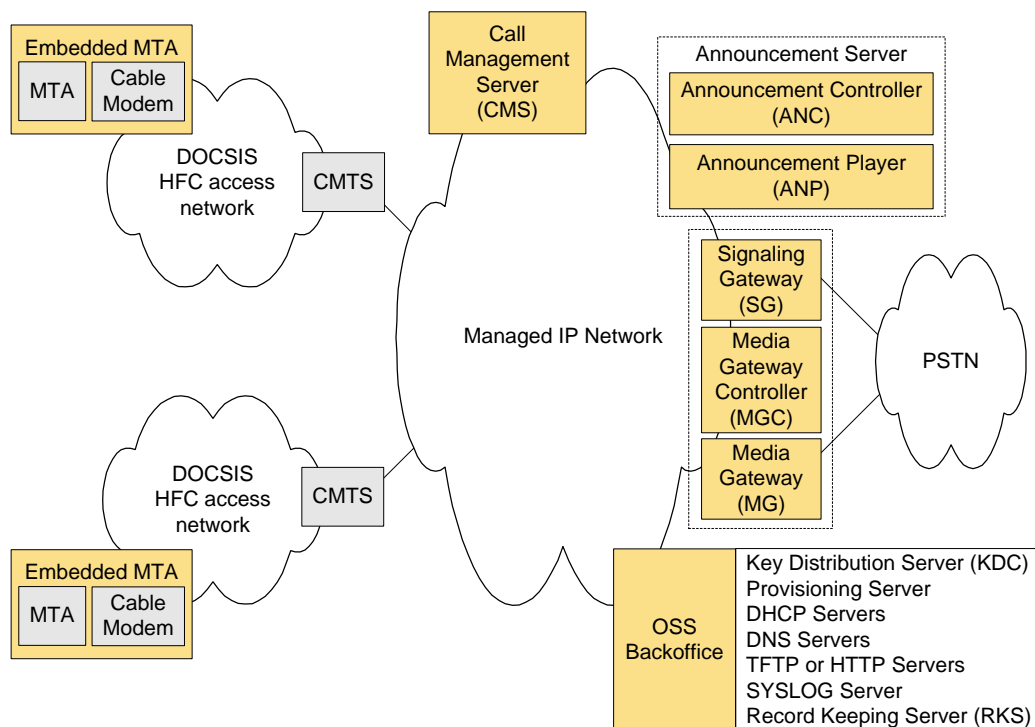 Embedded MTA
MTA
Cable
Modem
DOCSIS
HFC access
network
CMTS
Call
Management
Server
(CMS)
Announcement Server
Announcement Controller
(ANC)
Announcement Player
(ANP)
Signaling
Gateway
(SG)
Media
Gateway
Controller
(MGC)
Media
Gateway
(MG)
Managed IP Network
PSTN
DOCSIS
HFC access
network
CMTS
Embedded MTA
MTA
Cable
Modem
OSS
Backoffice
Key Distribution Server (KDC)
Provisioning Server
DHCP Servers
DNS Servers
TFTP or HTTP Servers
SYSLOG Server
Record Keeping Server (RKS)